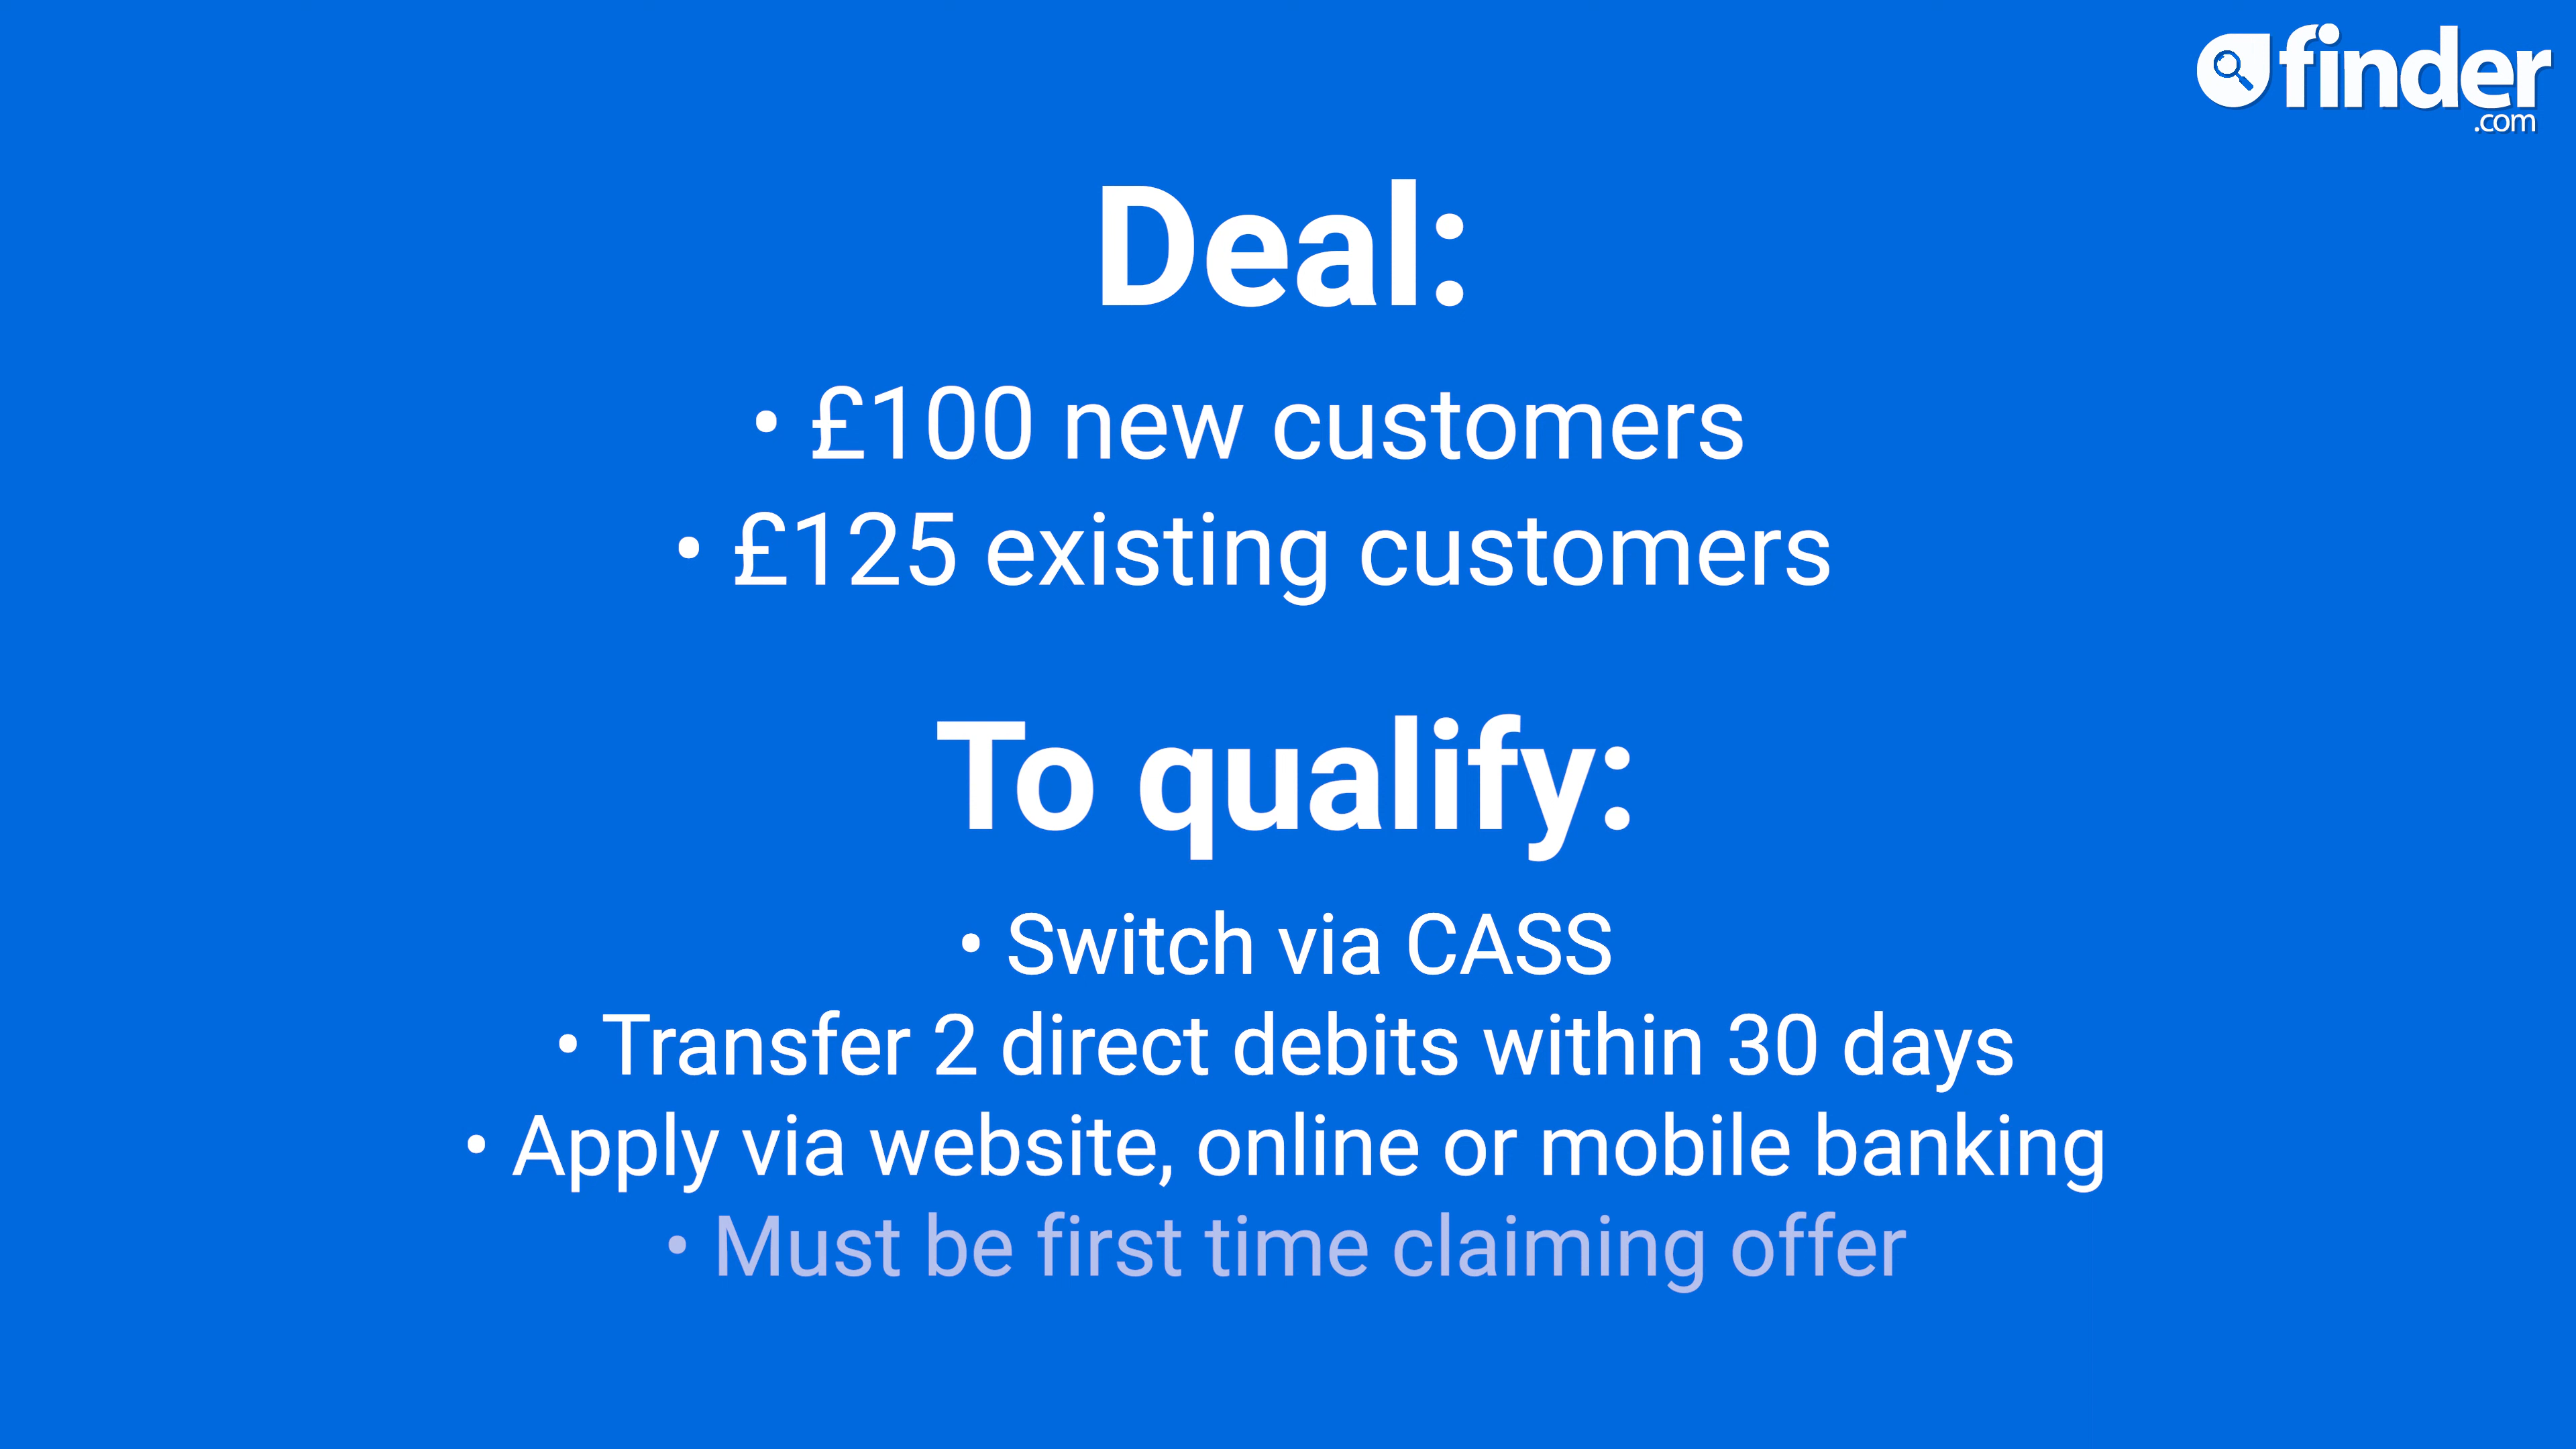 finder
.com
Deal:
• £100 new customers
• £125 existing customers
To qualify:
• Switch via CASS
• Transfer 2 direct debits within 30 days
• Apply via website, online or mobile banking
• Must be first time claiming offer